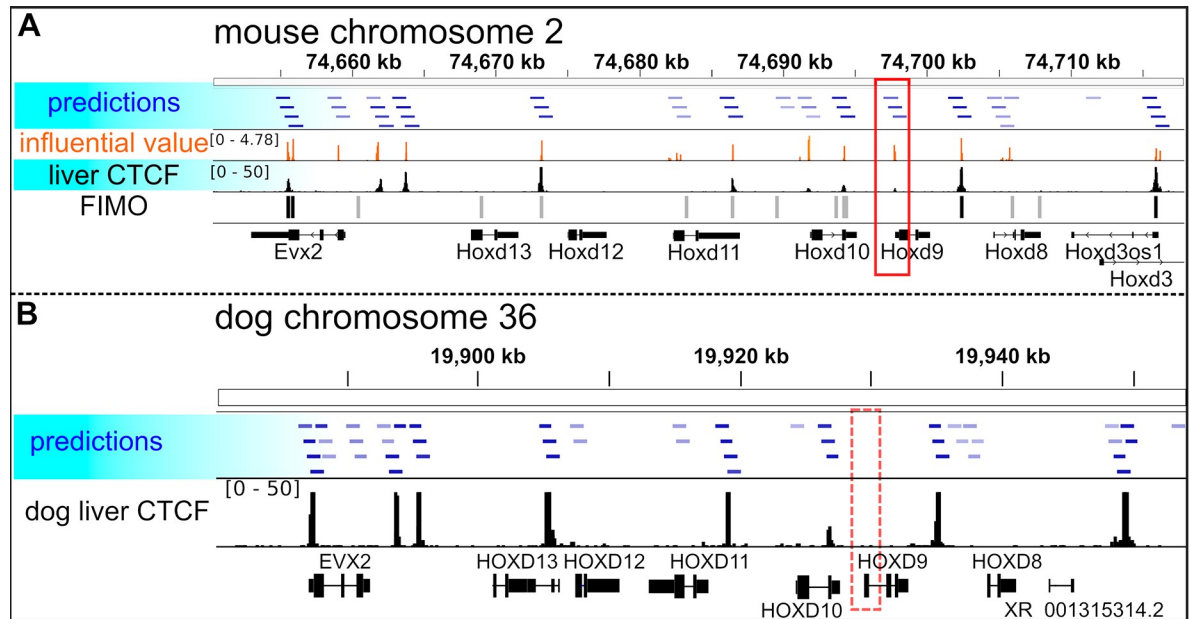 A
mouse chromosome 2
74,660 kb 74,670 kb 74,680 kb 74,690 kb 74,700 kb 74,710 kb
predictions
influential value [0 - 4.78]
liver CTCF [0 - 50]
FIMO
Evx2 Hoxd13 Hoxd12 Hoxd11 Hoxd10 Hoxd9 Hoxd8 Hoxd3os1
Hoxd3
B
dog chromosome 36
19,900 kb 19,920 kb 19,940 kb
predictions
[0 - 50]
dog liver CTCF
EVX2 HOXD13 HOXD12 HOXD11 HOXD9 HOXD8
HOXD10 XR 001315314.2